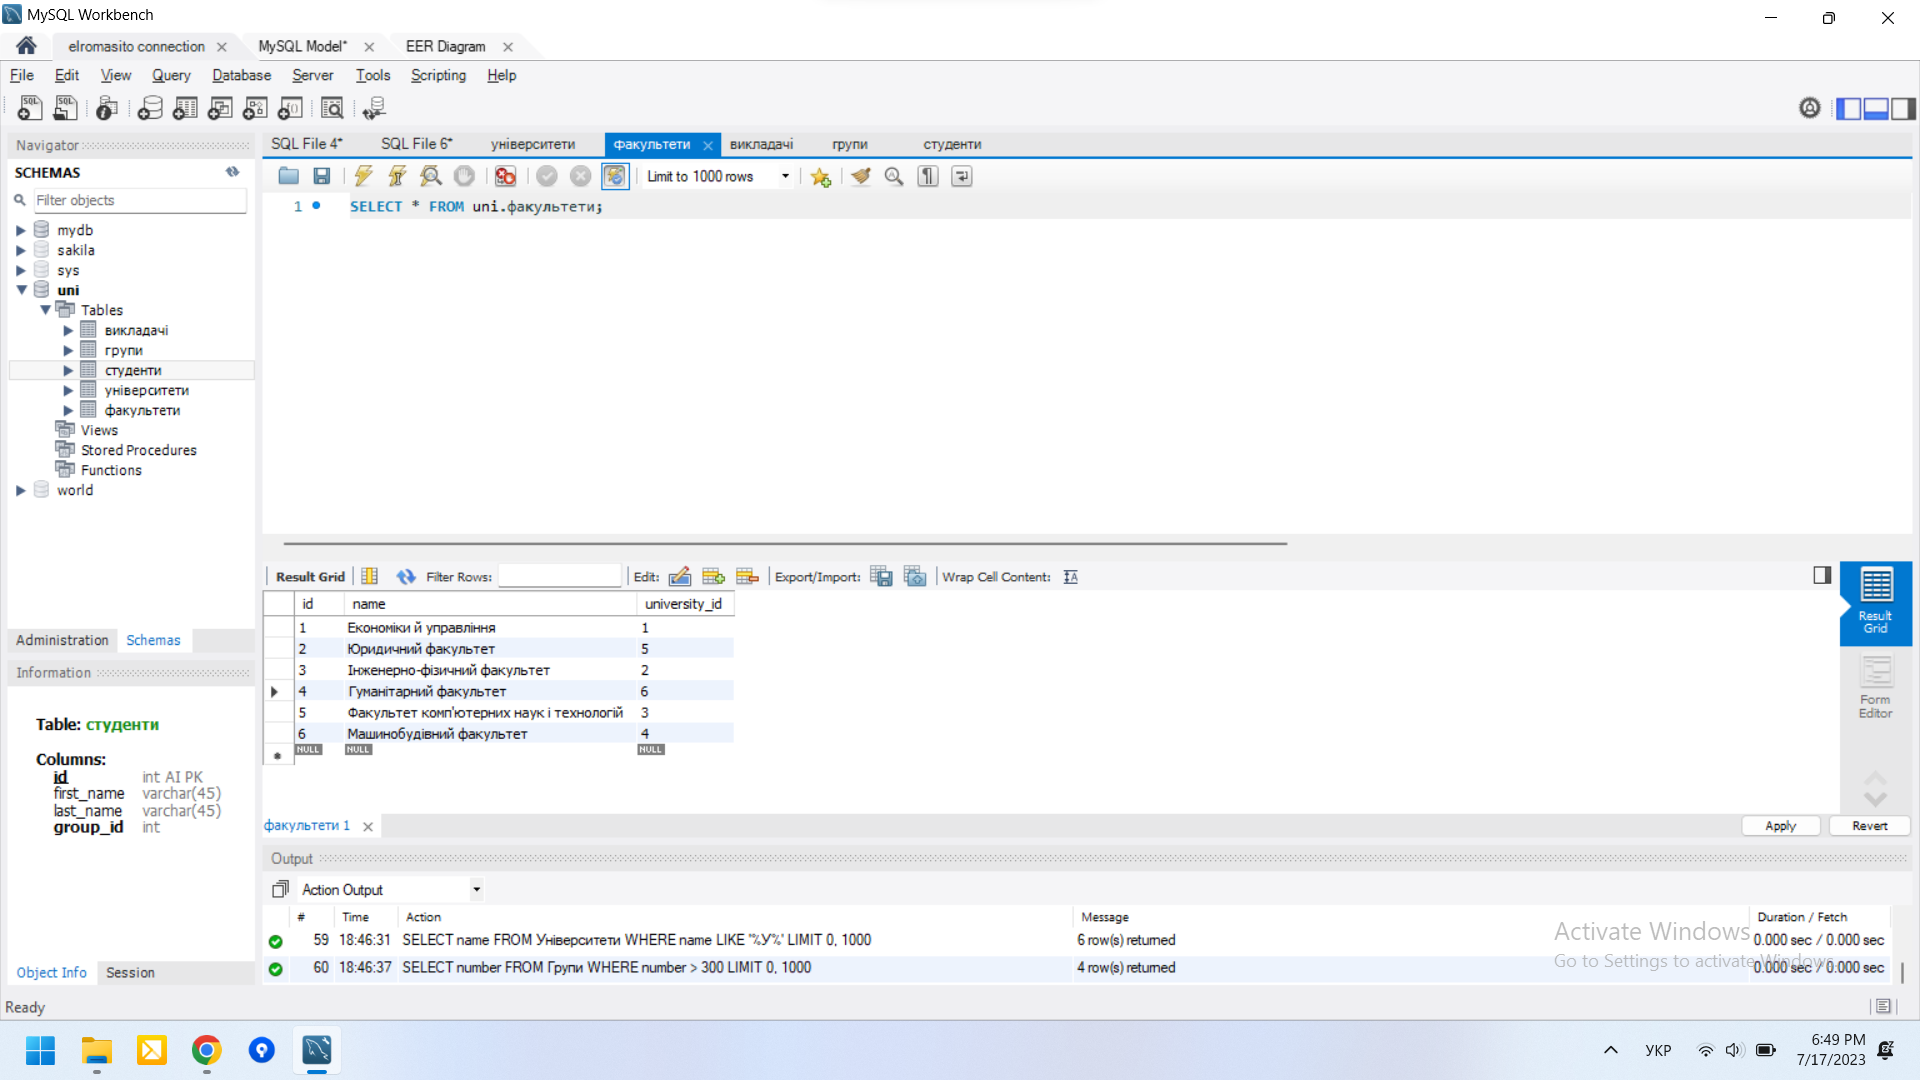 MySQL Workbench
elromasito connection
MySQL Model*
EER Diagram
File Edit View Query Database Server Tools Scripting Help
Navigator
SQL File 4*
SQL File 6*
університети
факультети
викладачі
групи
студенти
SCHEMAS
Limit to 1000 rows
Filter objects
1 SELECT * FROM uni.факультети;
mydb
sakila
sys
uni
Tables
викладачі
групи
студенти
університети
факультети
Views
Stored Procedures
Functions
world
Result Grid Filter Rows: Edit: Export/Import: Wrap Cell Content:
id name university_id
1 Економіки й управління 1
2 Юридичний факультет 5
3 Інженерно-фізичний факультет 2
4 Гуманітарний факультет 6
5 Факультет комп'ютерних наук і технологій 3
6 Машинобудівний факультет 4
NULL NULL NULL
Result
Grid
Form
Editor
Administration Schemas
Information
Table: студенти
Columns:
id int AI PK
first_name varchar(45)
last_name varchar(45)
group_id int
факультети 1
Apply
Revert
Output
Action Output
# Time Action Message Duration / Fetch
59 18:46:31 SELECT name FROM Університети WHERE name LIKE '%У%' LIMIT 0, 1000 6 row(s) returned 0.000 sec / 0.000 sec
60 18:46:37 SELECT number FROM Групи WHERE number > 300 LIMIT 0, 1000 4 row(s) returned 0.000 sec / 0.000 sec
Activate Windows
Go to Settings to activate Windows.
Object Info Session
Ready
УКР
6:49 PM
7/17/2023